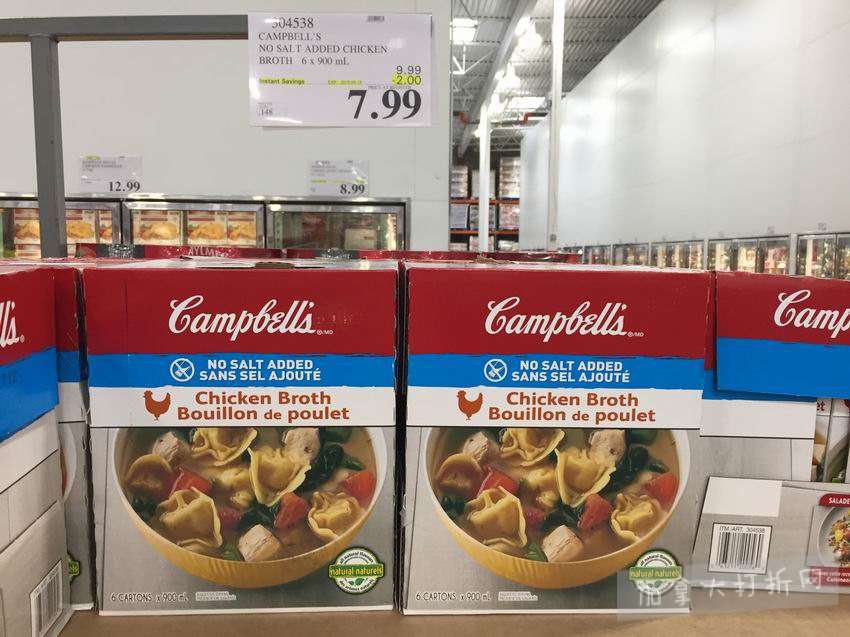 304538
CAMPBELL'S
NO SALT ADDED CHICKEN
BROTH 6 x 900 mL
9.99
Instant Savings
-2.00
7.99
148
12.99
8.99
AYLM
Campbell's
NO SALT ADDED
SANS SEL AJOUTÉ
Chicken Broth
Bouillon de poulet
natural•naturels
6 CARTONS x 900 mL
Campbell's
NO SALT ADDED
SANS SEL AJOUTÉ
Chicken Broth
Bouillon de poulet
natural•naturels
6 CARTONS x 900 mL
Camp
ITM./ART. 304538
SALADE
加拿大打折网